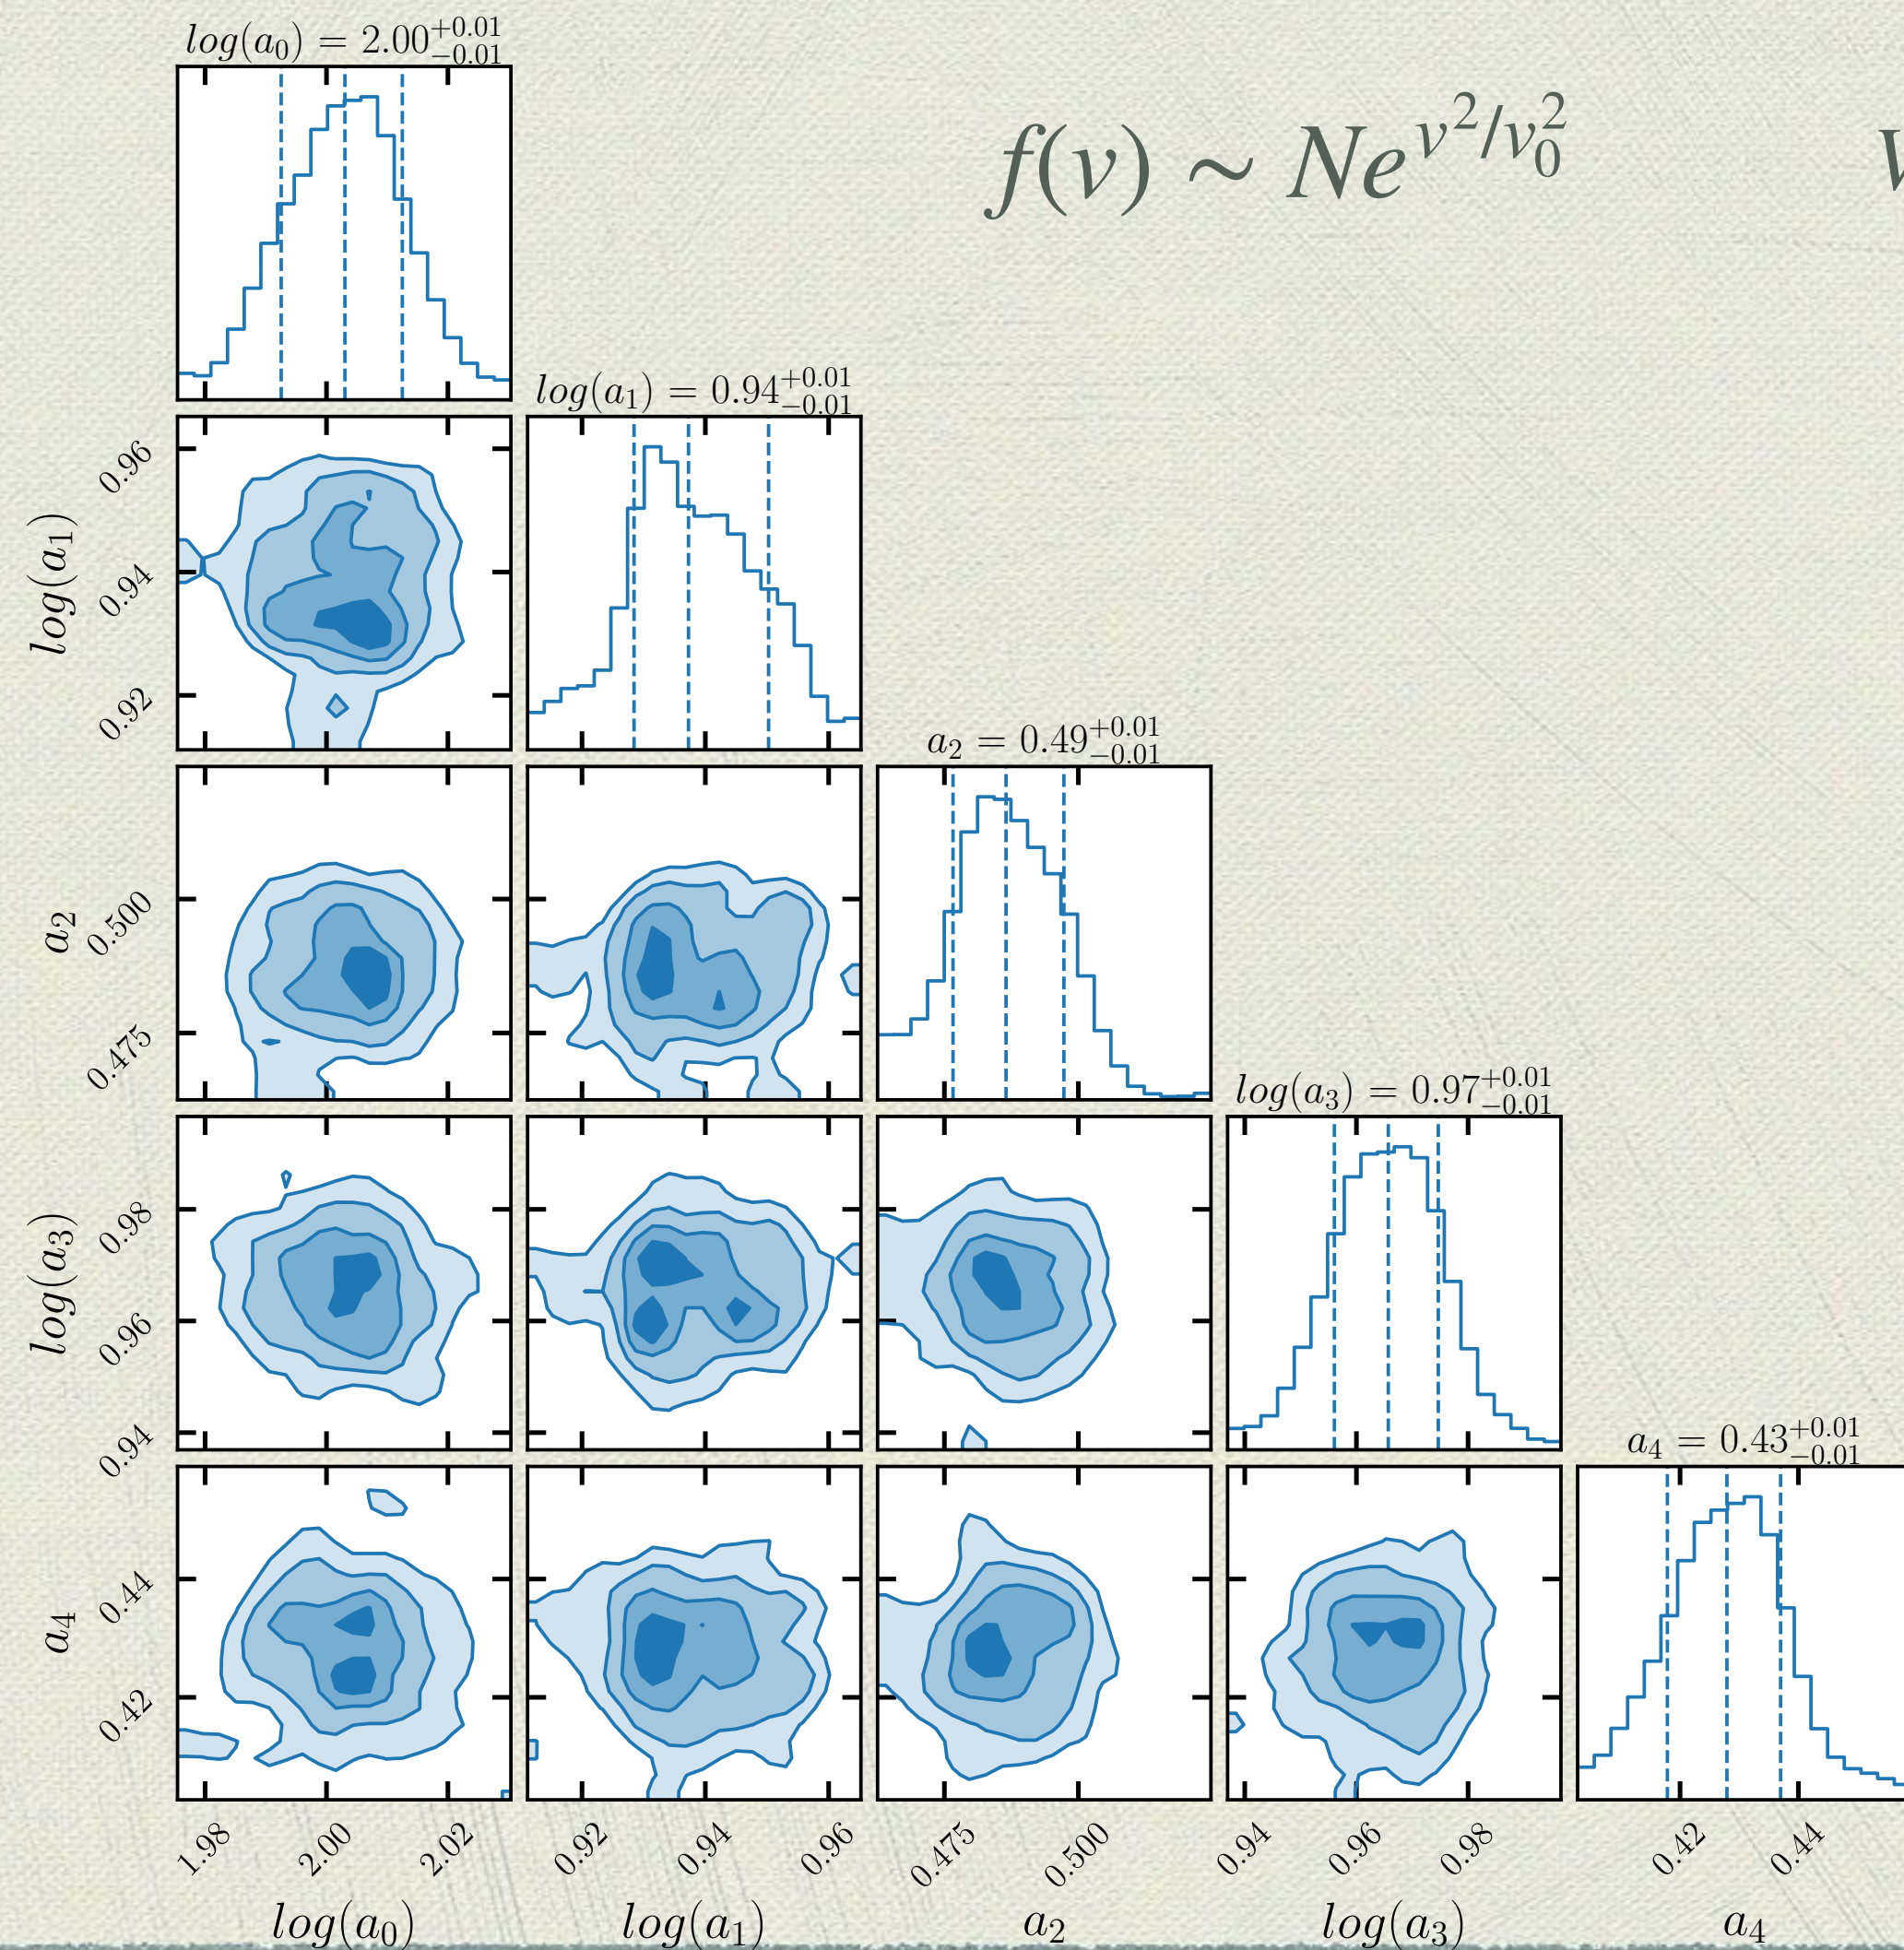 log(a₀) = 2.00⁺⁰·⁰¹₋₀.₀₁
f(v) ~ Ne^{v²/v₀²}
log(a₁) = 0.94⁺⁰·⁰¹₋₀.₀₁
0.96
0.94
0.92
log(a₁)
a₂ = 0.49⁺⁰·⁰¹₋₀.₀₁
0.500
0.475
a₂
log(a₃) = 0.97⁺⁰·⁰¹₋₀.₀₁
0.98
0.96
0.94
log(a₃)
a₄ = 0.43⁺⁰·⁰¹₋₀.₀₁
0.44
0.42
a₄
1.98 2.00 2.02 0.92 0.94 0.96 0.475 0.500 0.94 0.96 0.98 0.42 0.44
log(a₀) log(a₁) a₂ log(a₃) a₄